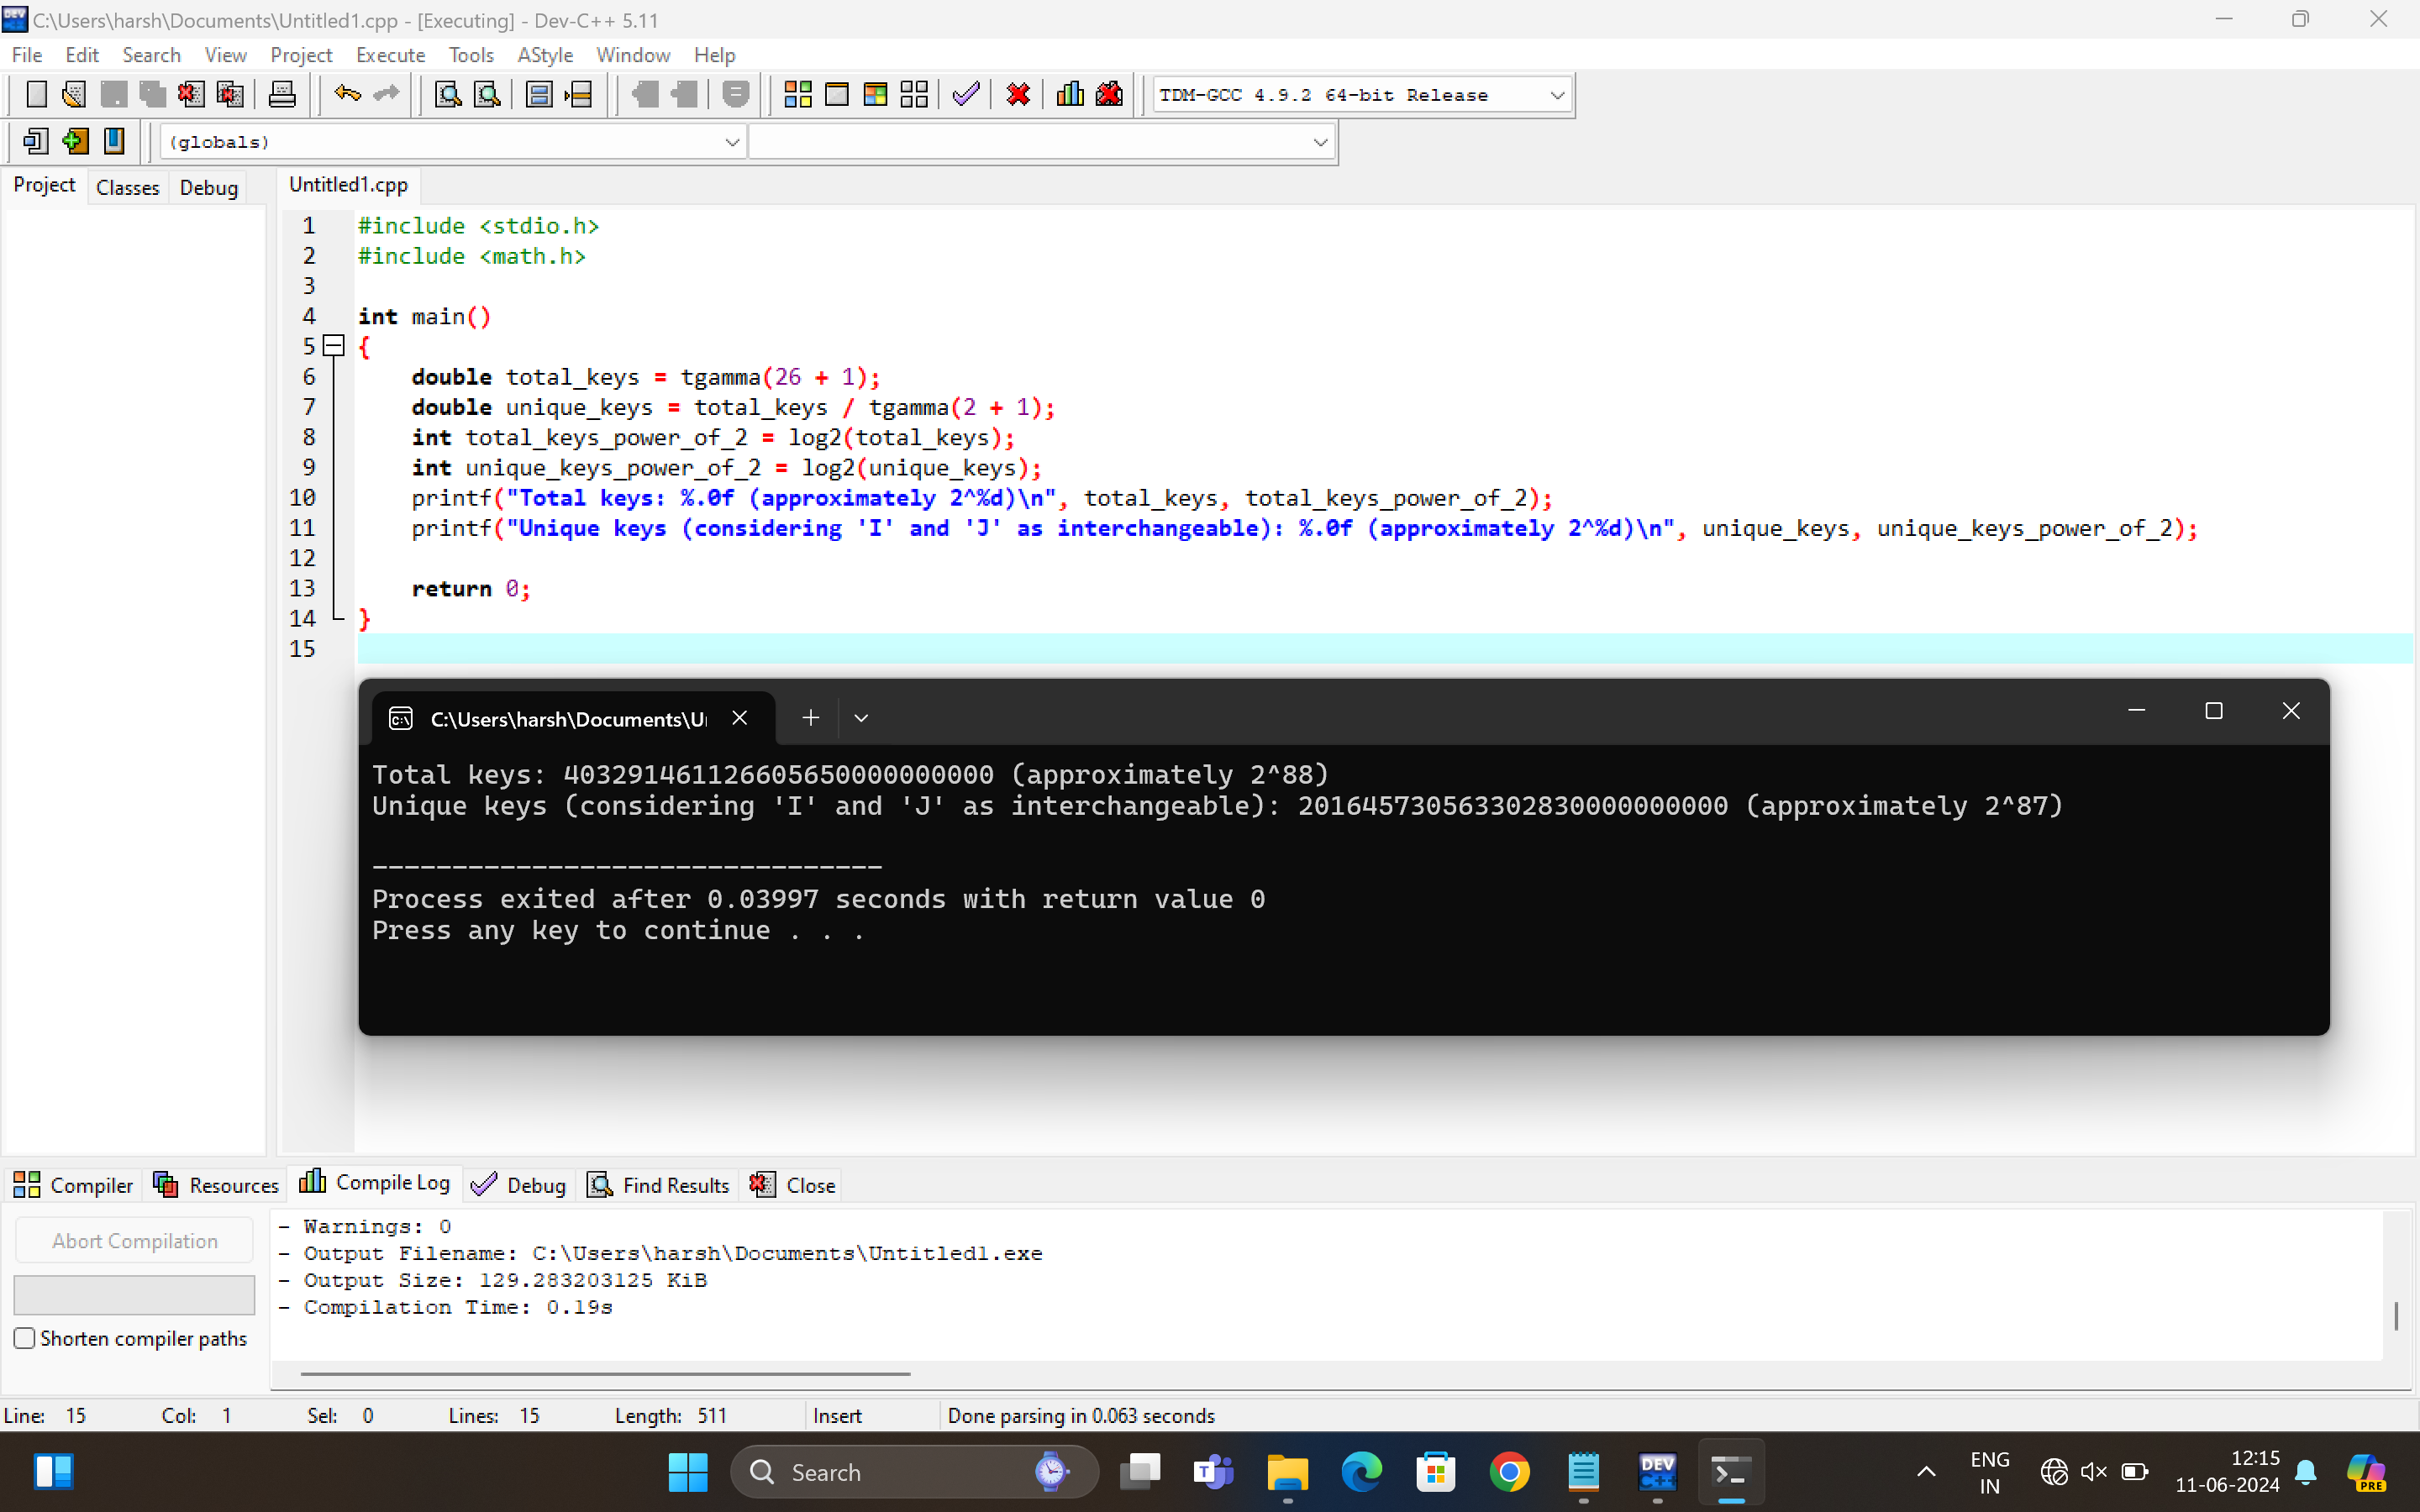 C:\Users\harsh\Documents\Untitled1.cpp - [Executing] - Dev-C++ 5.11
File Edit Search View Project Execute Tools AStyle Window Help
TDM-GCC 4.9.2 64-bit Release
(globals)
Project Classes Debug Untitled1.cpp
1 #include <stdio.h>
2 #include <math.h>
3
4 int main()
5 {
6 double total_keys = tgamma(26 + 1);
7 double unique_keys = total_keys / tgamma(2 + 1);
8 int total_keys_power_of_2 = log2(total_keys);
9 int unique_keys_power_of_2 = log2(unique_keys);
10 printf("Total keys: %.0f (approximately 2^%d)\n", total_keys, total_keys_power_of_2);
11 printf("Unique keys (considering 'I' and 'J' as interchangeable): %.0f (approximately 2^%d)\n", unique_keys, unique_keys_power_of_2);
12
13 return 0;
14 }
15
C:\Users\harsh\Documents\U
Total keys: 403291461126605650000000000 (approximately 2^88)
Unique keys (considering 'I' and 'J' as interchangeable): 201645730563302830000000000 (approximately 2^87)
--------------------------------
Process exited after 0.03997 seconds with return value 0
Press any key to continue . . .
Compiler Resources Compile Log Debug Find Results Close
Abort Compilation
Shorten compiler paths
- Warnings: 0
- Output Filename: C:\Users\harsh\Documents\Untitled1.exe
- Output Size: 129.283203125 KiB
- Compilation Time: 0.19s
Line: 15 Col: 1 Sel: 0 Lines: 15 Length: 511 Insert Done parsing in 0.063 seconds
Search
DEV C++
ENG
IN
12:15
11-06-2024
PRE